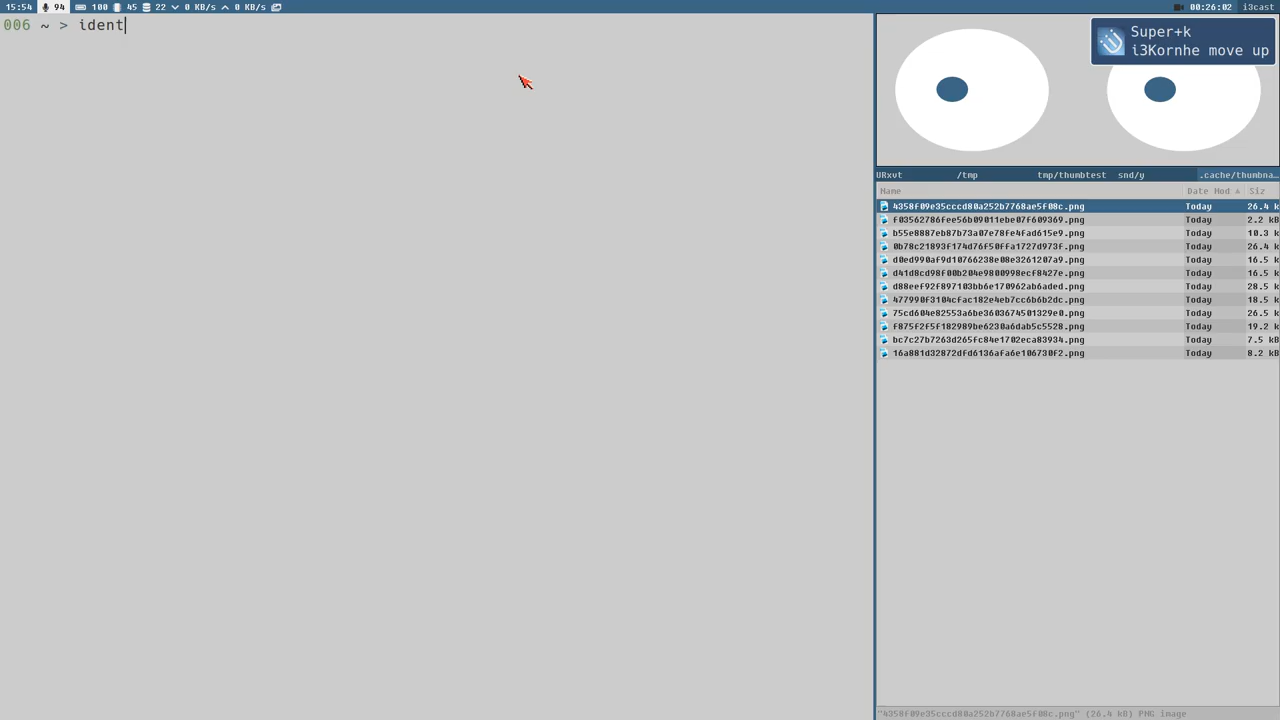 15:54 94 100 45 22 0 KB/s 0 KB/s 00:26:02 i3cast
006 ~ > ident
Super+k
i3Kornhe move up
URxvt /tmp tmp/thumbtest snd/y .cache/thumbna…
Name Date Mod Siz
4358f09e35cccd80a252b7768ae5f08c.png Today 26.4 k
f03562786fee56b09011ebe07f609369.png Today 2.2 kB
b55e8887eb87b73a07e78fe4fad615e9.png Today 10.3 k
0b78c21893f174d76f50ffa1727d973f.png Today 26.4 k
d0ed990af9d10766238e08e3261207a9.png Today 16.5 k
d41d8cd98f00b204e9800998ecf8427e.png Today 16.5 k
d88eef92f897103bb6e170962ab6aded.png Today 28.5 k
477990f3104cfac182e4eb7cc6b6b2dc.png Today 18.5 k
75cd604e82553a6be3603674501329e0.png Today 26.5 k
f875f2f5f182989be6230a6dab5c5528.png Today 19.2 k
bc7c27b7263d265fc84e1702eca83934.png Today 7.5 kB
16a881d32872dfd6136afa6e106730f2.png Today 8.2 kB
"4358f09e35cccd80a252b7768ae5f08c.png" (26.4 kB) PNG image